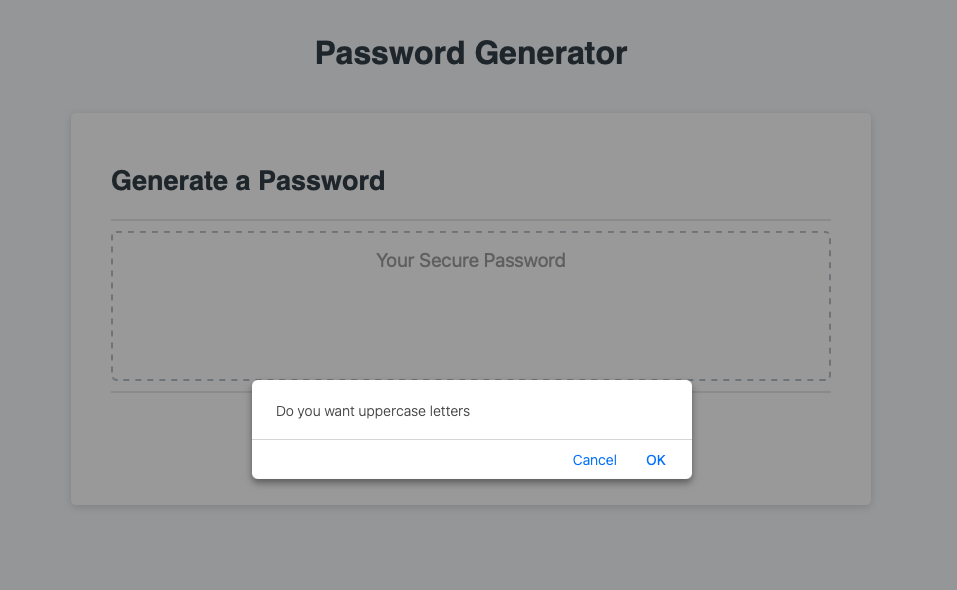 Password Generator
Generate a Password
Your Secure Password
Do you want uppercase letters
Cancel OK